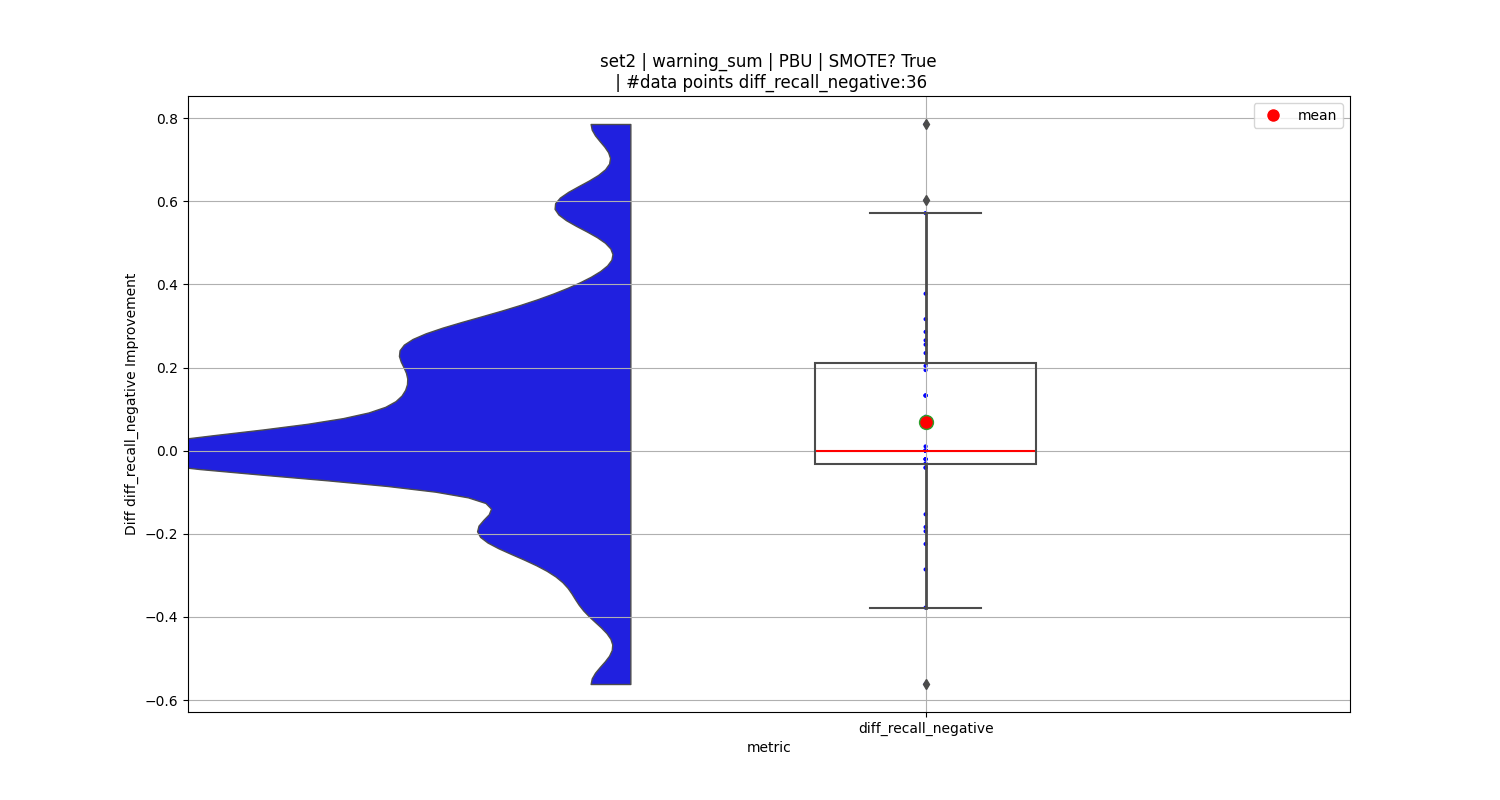 set2 | warning_sum | PBU | SMOTE? True
| #data points diff_recall_negative:36
mean
0.8
0.6
0.4
0.2
0.0
−0.2
−0.4
−0.6
Diff diff_recall_negative Improvement
diff_recall_negative
metric